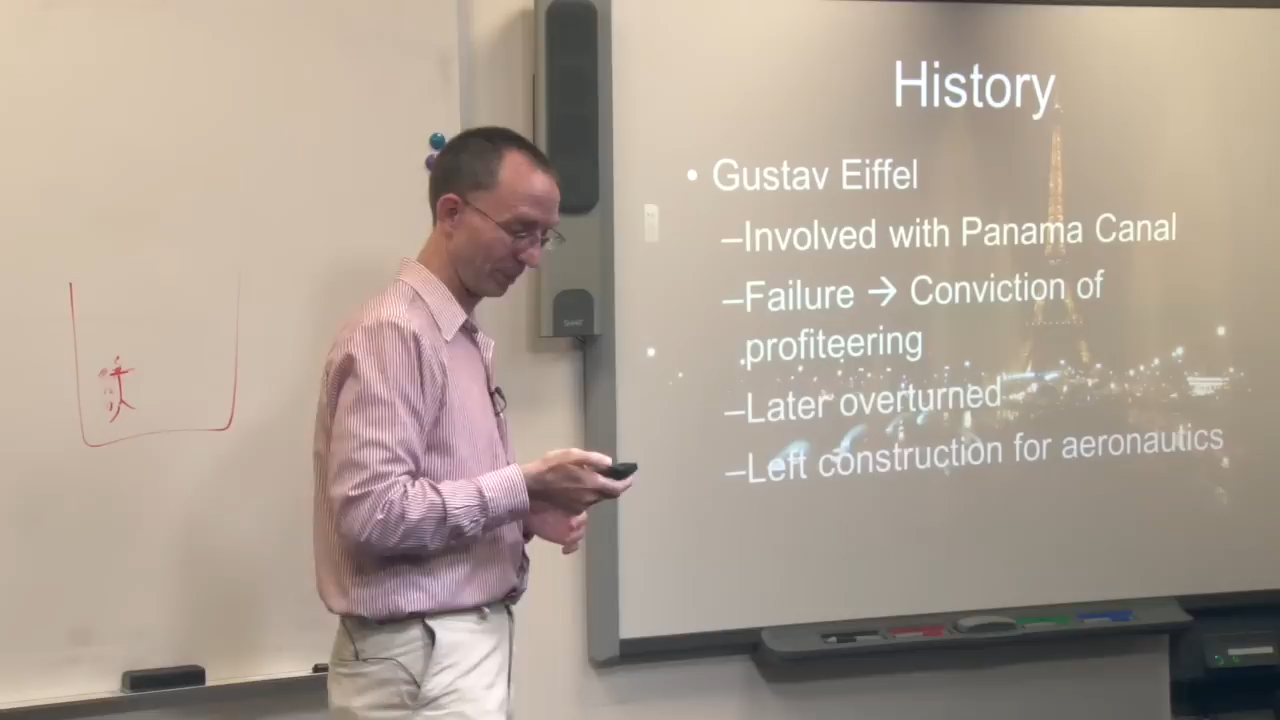 History
• Gustav Eiffel
–Involved with Panama Canal
–Failure → Conviction of
profiteering
–Later overturned
–Left construction for aeronautics